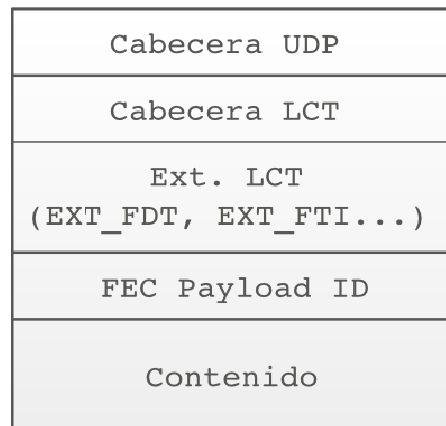 Cabecera UDP
Cabecera LCT
Ext. LCT
(EXT_FDT, EXT_FTI...)
FEC Payload ID
Contenido